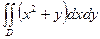 ∬_D (x² + y)dxdy